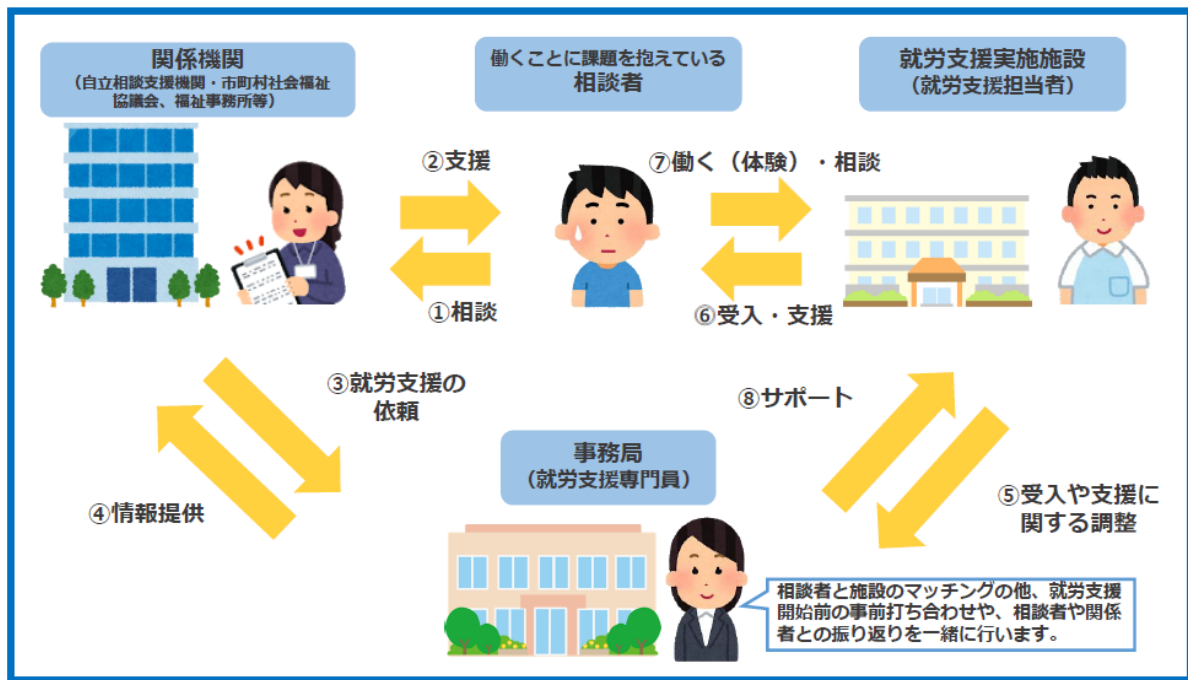 関係機関
（自立相談支援機関・市町村社会福祉
協議会、福祉事務所等）
働くことに課題を抱えている
相談者
就労支援実施施設
（就労支援担当者）
②支援
⑦働く（体験）・相談
①相談
⑥受入・支援
③就労支援の
依頼
⑧サポート
事務局
（就労支援専門員）
④情報提供
⑤受入や支援に
関する調整
相談者と施設のマッチングの他、就労支援
開始前の事前打ち合わせや、相談者や関係
者との振り返りを一緒に行います。